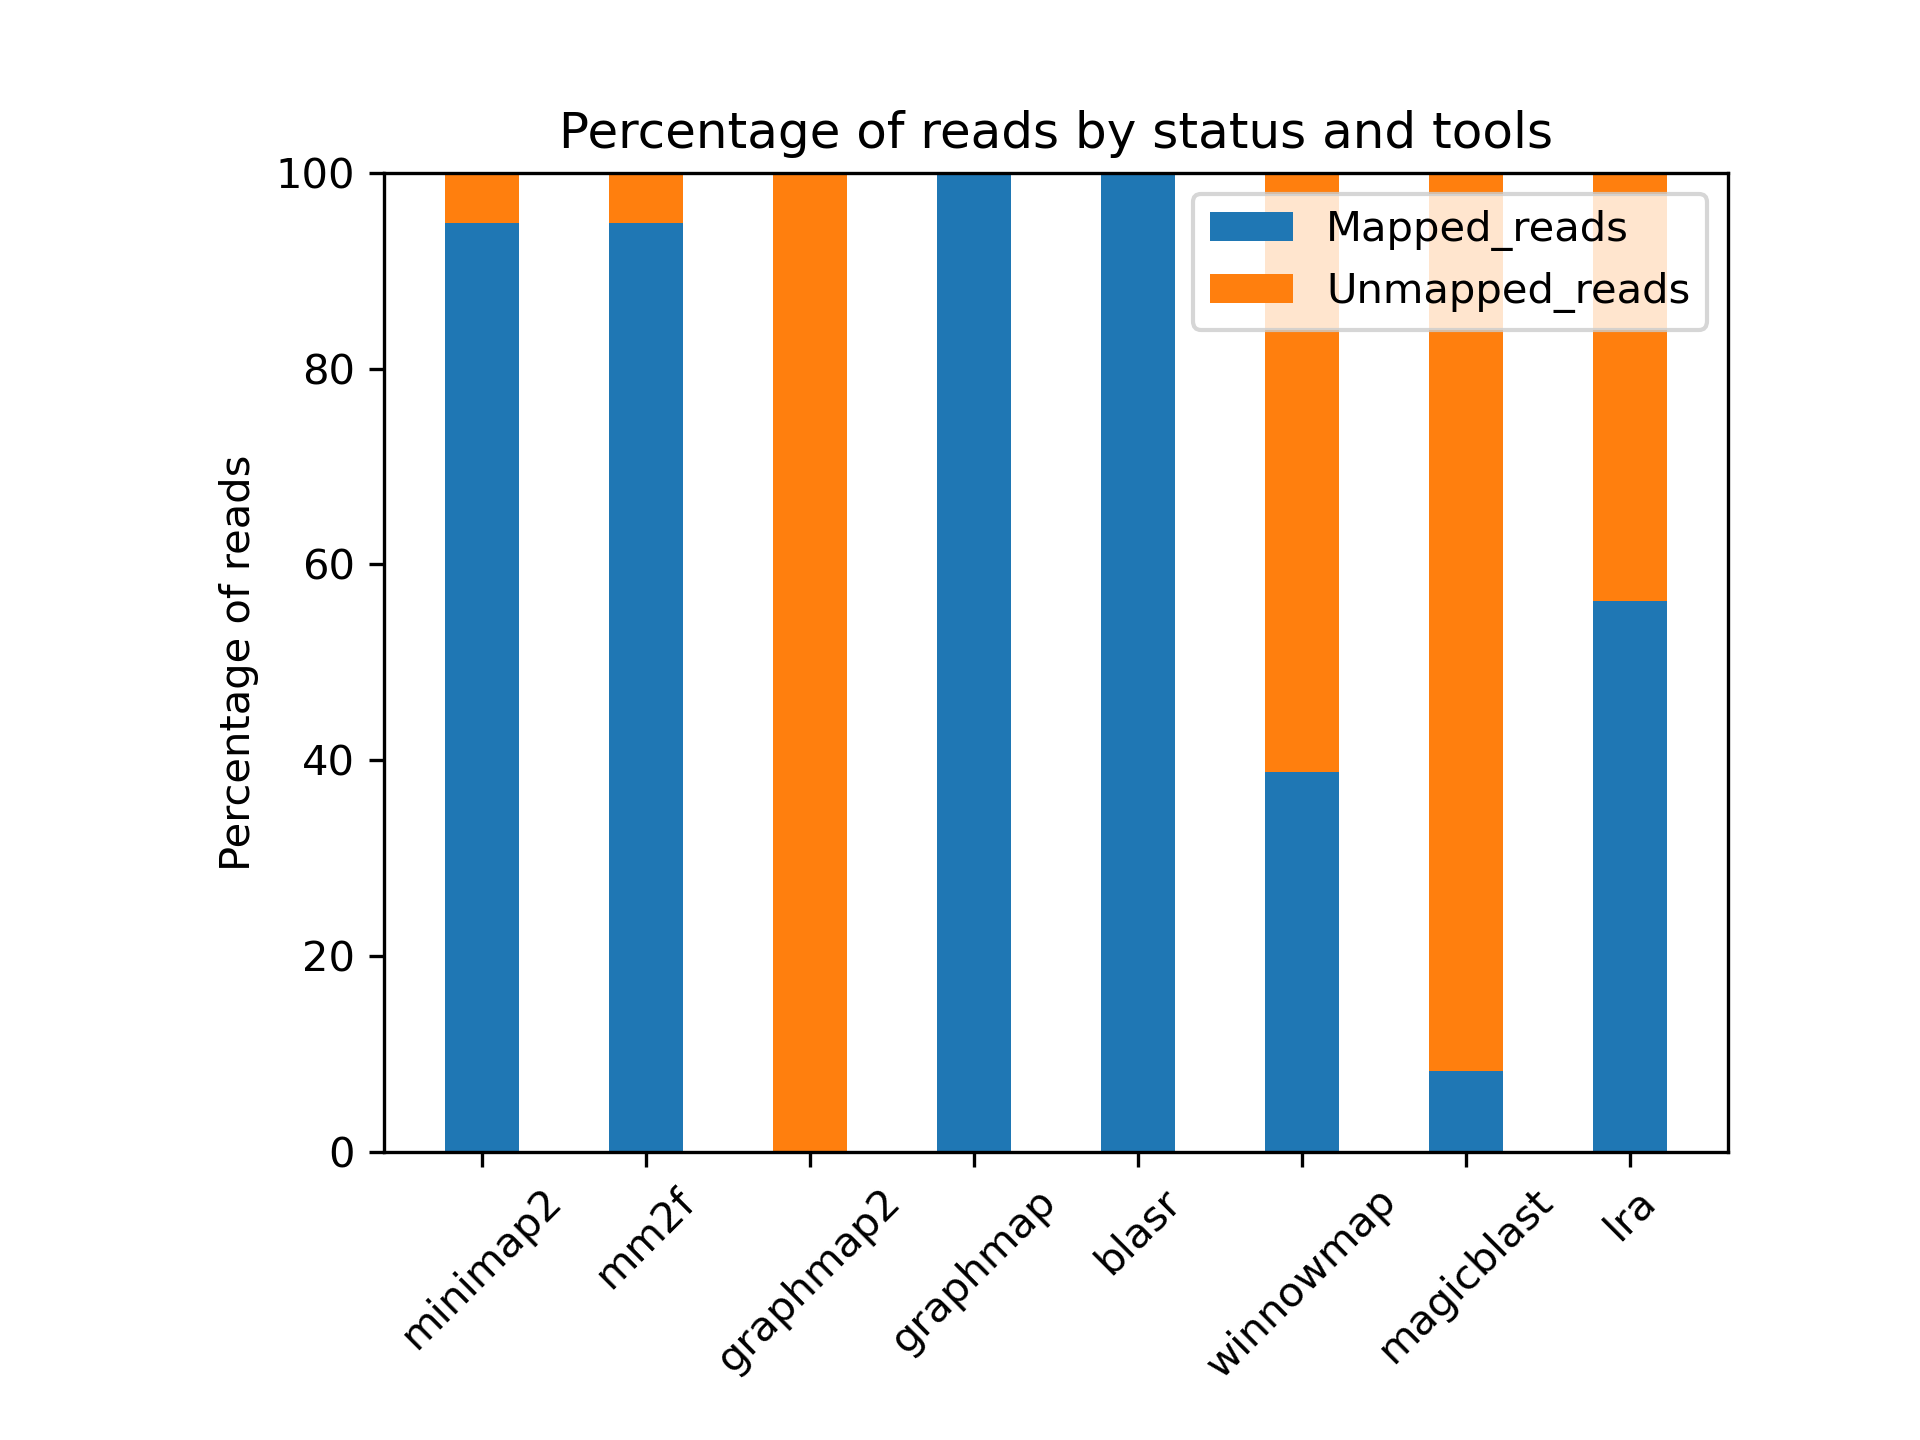 Percentage of reads by status and tools
Percentage of reads
100
80
60
40
20
0
Mapped_reads
Unmapped_reads
minimap2
mm2f
graphmap2
graphmap
blasr
winnowmap
magicblast
lra